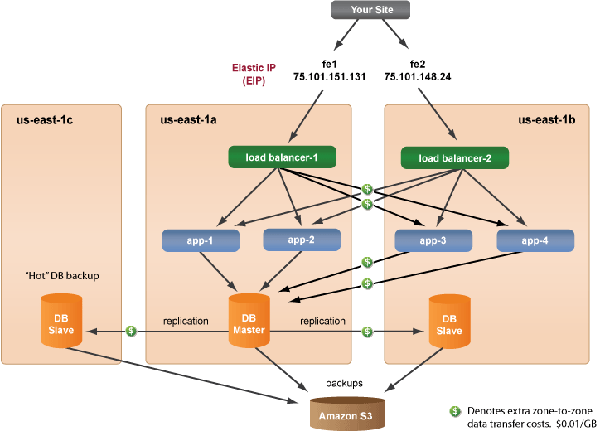 Your Site
Elastic IP
(EIP)
fe1
75.101.151.131
fe2
75.101.148.24
us-east-1c
us-east-1a
us-east-1b
load balancer-1
load balancer-2
$
$
app-1
app-2
app-3
app-4
$
$
"Hot" DB backup
DB
Slave
$
replication
DB
Master
replication
$
DB
Slave
backups
Amazon S3
$ Denotes extra zone-to-zone
data transfer costs. $0.01/GB